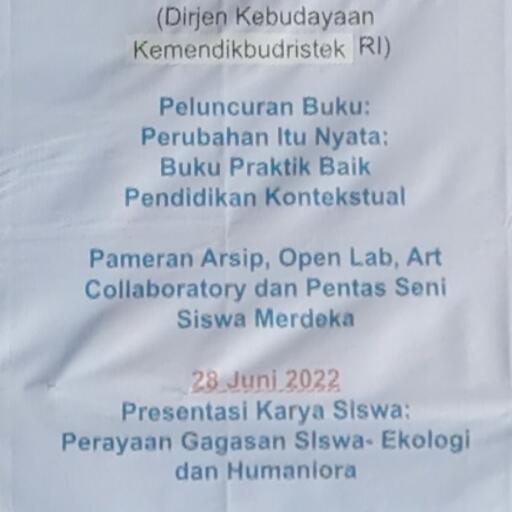 (Dirjen Kebudayaan
Kemendikbudristek RI)
Peluncuran Buku:
Perubahan Itu Nyata:
Buku Praktik Baik
Pendidikan Kontekstual
Pameran Arsip, Open Lab, Art
Collaboratory dan Pentas Seni
Siswa Merdeka
28 Juni 2022
Presentasi Karya Siswa:
Perayaan Gagasan SIswa- Ekologi
dan Humaniora